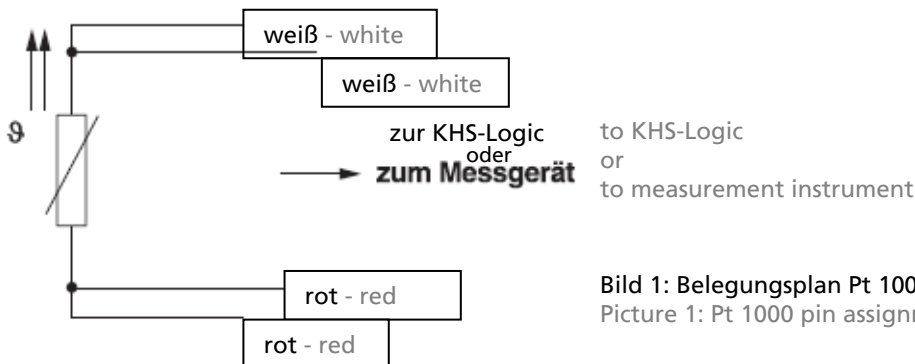 weiß - white
weiß - white
ϑ
zur KHS-Logic
oder
zum Messgerät
to KHS-Logic
or
to measurement instrument
rot - red
rot - red
Bild 1: Belegungsplan Pt 100
Picture 1: Pt 1000 pin